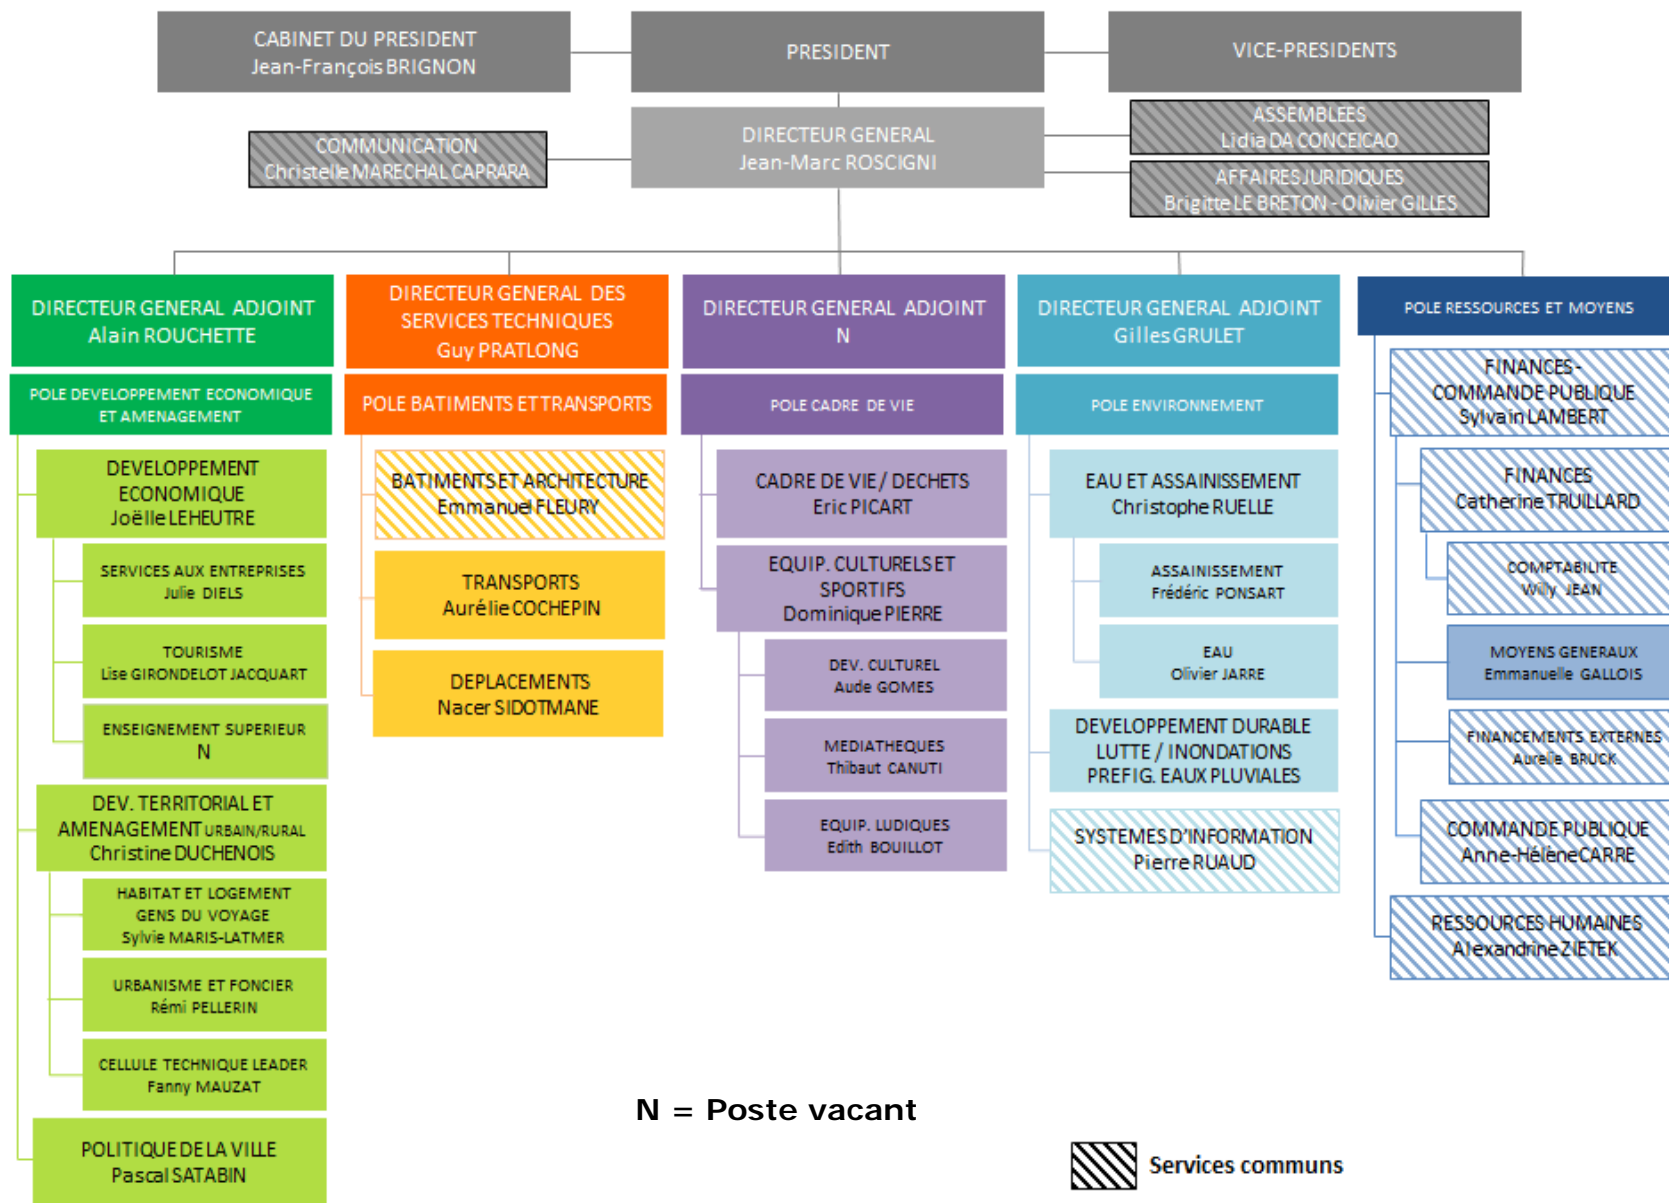 CABINET DU PRESIDENT
Jean-François BRIGNON
PRESIDENT
VICE-PRESIDENTS
COMMUNICATION
Christelle MARECHAL CAPRARA
DIRECTEUR GENERAL
Jean-Marc ROSCIGNI
ASSEMBLEES
Lidia DA CONCEICAO
AFFAIRES JURIDIQUES
Brigitte LE BRETON - Olivier GILLES
DIRECTEUR GENERAL ADJOINT
Alain ROUCHETTE
POLE DEVELOPPEMENT ECONOMIQUE
ET AMENAGEMENT
DEVELOPPEMENT
ECONOMIQUE
Joëlle LEHEUTRE
SERVICES AUX ENTREPRISES
Julie DIELS
TOURISME
Lise GIRONDELOT JACQUART
ENSEIGNEMENT SUPERIEUR
N
DEV. TERRITORIAL ET
AMENAGEMENT URBAIN/RURAL
Christine DUCHENOIS
HABITAT ET LOGEMENT
GENS DU VOYAGE
Sylvie MARIS-LATMER
URBANISME ET FONCIER
Rémi PELLERIN
CELLULE TECHNIQUE LEADER
Fanny MAUZAT
POLITIQUE DE LA VILLE
Pascal SATABIN
DIRECTEUR GENERAL DES
SERVICES TECHNIQUES
Guy PRATLONG
POLE BATIMENTS ET TRANSPORTS
BATIMENTS ET ARCHITECTURE
Emmanuel FLEURY
TRANSPORTS
Aurélie COCHEPIN
DEPLACEMENTS
Nacer SIDOTMANE
DIRECTEUR GENERAL ADJOINT
N
POLE CADRE DE VIE
CADRE DE VIE / DECHETS
Eric PICART
EQUIP. CULTURELS ET
SPORTIFS
Dominique PIERRE
DEV. CULTUREL
Aude GOMES
MEDIATHEQUES
Thibaut CANUTI
EQUIP. LUDIQUES
Edith BOUILLOT
DIRECTEUR GENERAL ADJOINT
Gilles GRULET
POLE ENVIRONNEMENT
EAU ET ASSAINISSEMENT
Christophe RUELLE
ASSAINISSEMENT
Frédéric PONSART
EAU
Olivier JARRE
DEVELOPPEMENT DURABLE
LUTTE / INONDATIONS
PREFIG. EAUX PLUVIALES
SYSTEMES D'INFORMATION
Pierre RUAUD
POLE RESSOURCES ET MOYENS
FINANCES -
COMMANDE PUBLIQUE
Sylvain LAMBERT
FINANCES
Catherine TRUILLARD
COMPTABILITE
Willy JEAN
MOYENS GENERAUX
Emmanuelle GALLOIS
FINANCEMENTS EXTERNES
Aurelie BRUCK
COMMANDE PUBLIQUE
Anne-Hélène CARRE
RESSOURCES HUMAINES
Alexandrine ZIETEK
N = Poste vacant
Services communs